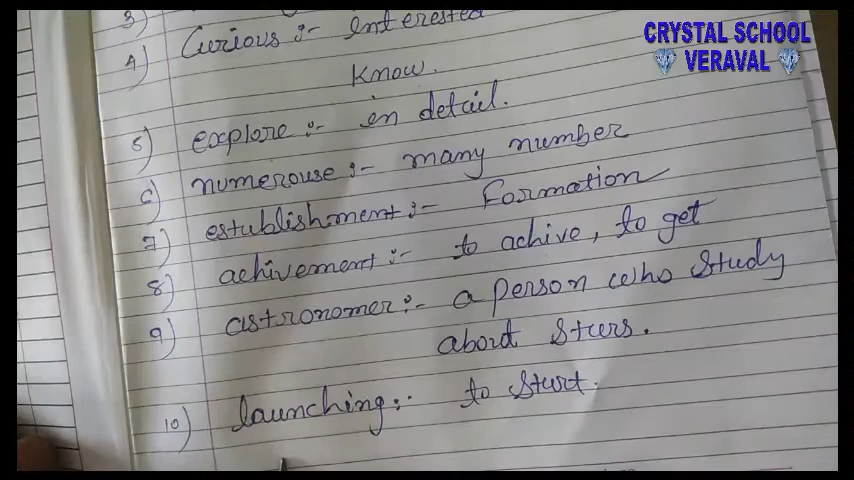 CRYSTAL SCHOOL
VERAVAL
3)
4) Curious :- interested
Know.
5) explore :- in detail.
6) numerouse :- many number
7) establishment :- Formation
8) achivement :- to achive, to get
9) astronomer :- a person who study
about stars.
10) launching :- to start.